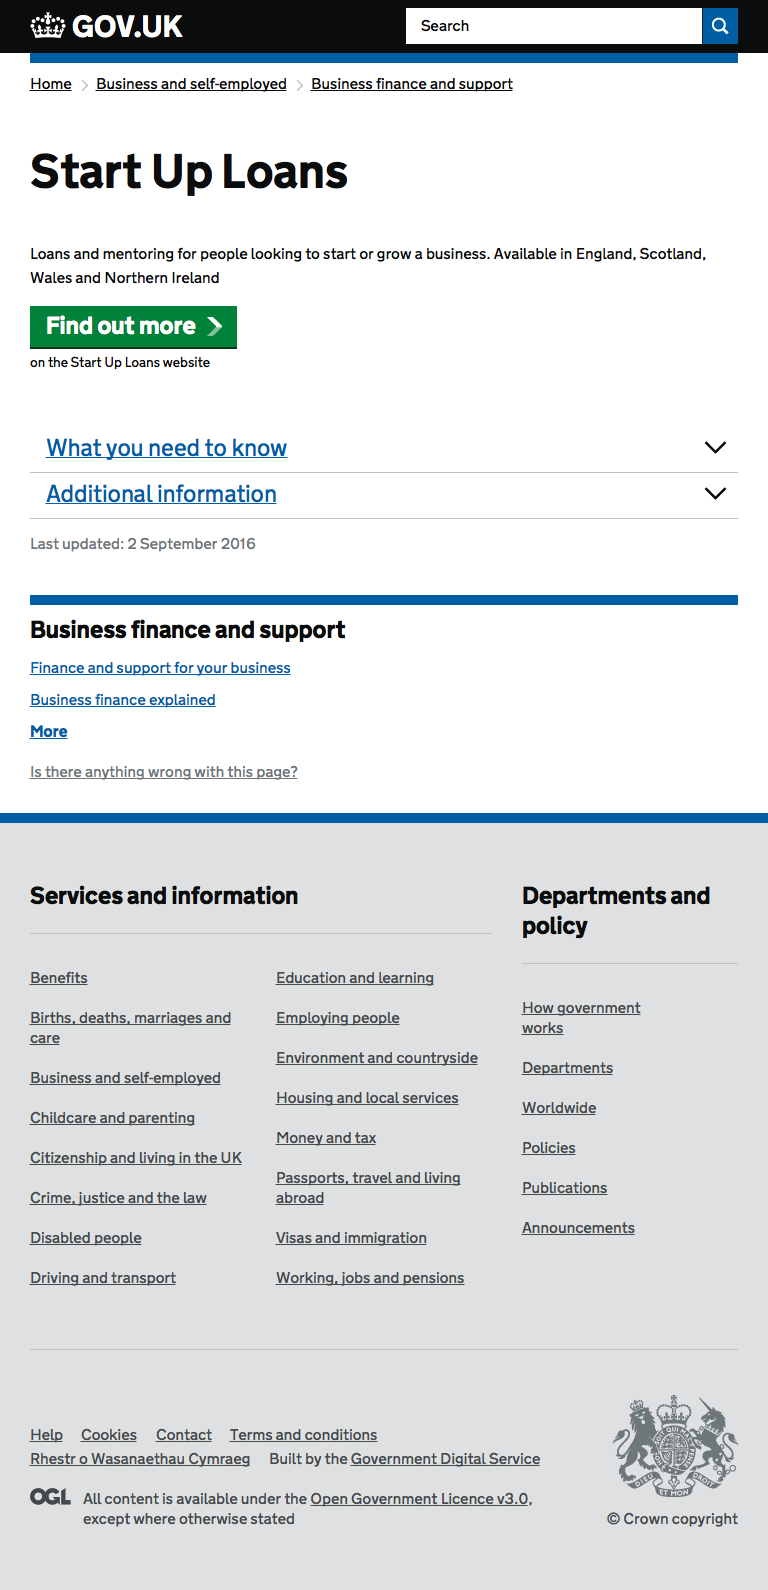 GOV.UK
Search
Home
Business and self-employed
Business finance and support
Start Up Loans
Loans and mentoring for people looking to start or grow a business. Available in England, Scotland,
Wales and Northern Ireland
Find out more
on the Start Up Loans website
What you need to know
Additional information
Last updated: 2 September 2016
Business finance and support
Finance and support for your business
Business finance explained
More
Is there anything wrong with this page?
Services and information
Benefits
Births, deaths, marriages and
care
Business and self-employed
Childcare and parenting
Citizenship and living in the UK
Crime, justice and the law
Disabled people
Driving and transport
Education and learning
Employing people
Environment and countryside
Housing and local services
Money and tax
Passports, travel and living
abroad
Visas and immigration
Working, jobs and pensions
Departments and
policy
How government
works
Departments
Worldwide
Policies
Publications
Announcements
Help Cookies Contact Terms and conditions
Rhestr o Wasanaethau Cymraeg Built by the Government Digital Service
OGL
All content is available under the Open Government Licence v3.0,
except where otherwise stated
DIEU ET MON DROIT
© Crown copyright